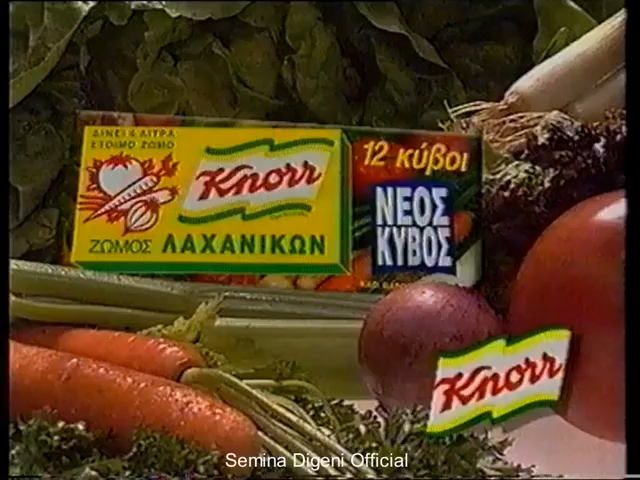 ΔΙΝΕΙ 6 ΛΙΤΡΑ
ΕΤΟΙΜΟ ΖΩΜΟ
Knorr
ΖΩΜΟΣ ΛΑΧΑΝΙΚΩΝ
12 κύβοι
ΝΕΟΣ
ΚΥΒΟΣ
Knorr
Semina Digeni Official